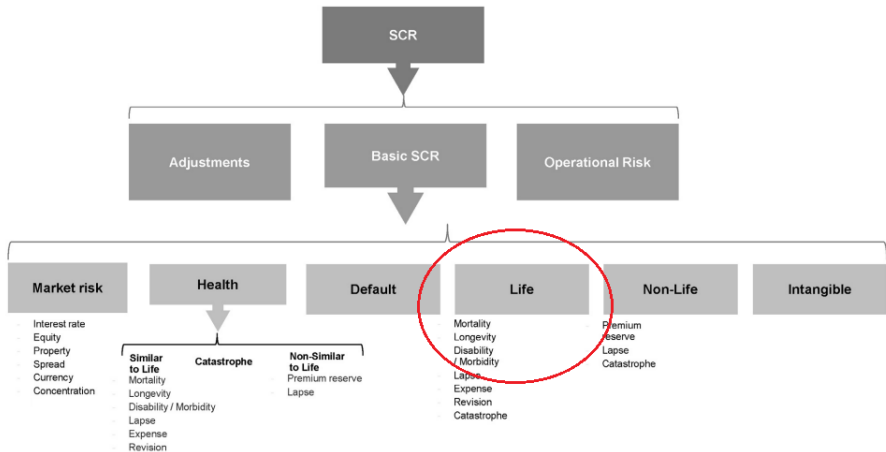 SCR
Adjustments
Basic SCR
Operational Risk
Market risk
Health
Default
Life
Non-Life
Intangible
Interest rate
Equity
Property
Spread
Currency
Concentration
Similar
to Life
Mortality
Longevity
Disability / Morbidity
Lapse
Expense
Revision
Catastrophe
Non-Similar
to Life
Premium reserve
Lapse
Mortality
Longevity
Disability
/ Morbidity
Lapse
Expense
Revision
Catastrophe
Premium
reserve
Lapse
Catastrophe